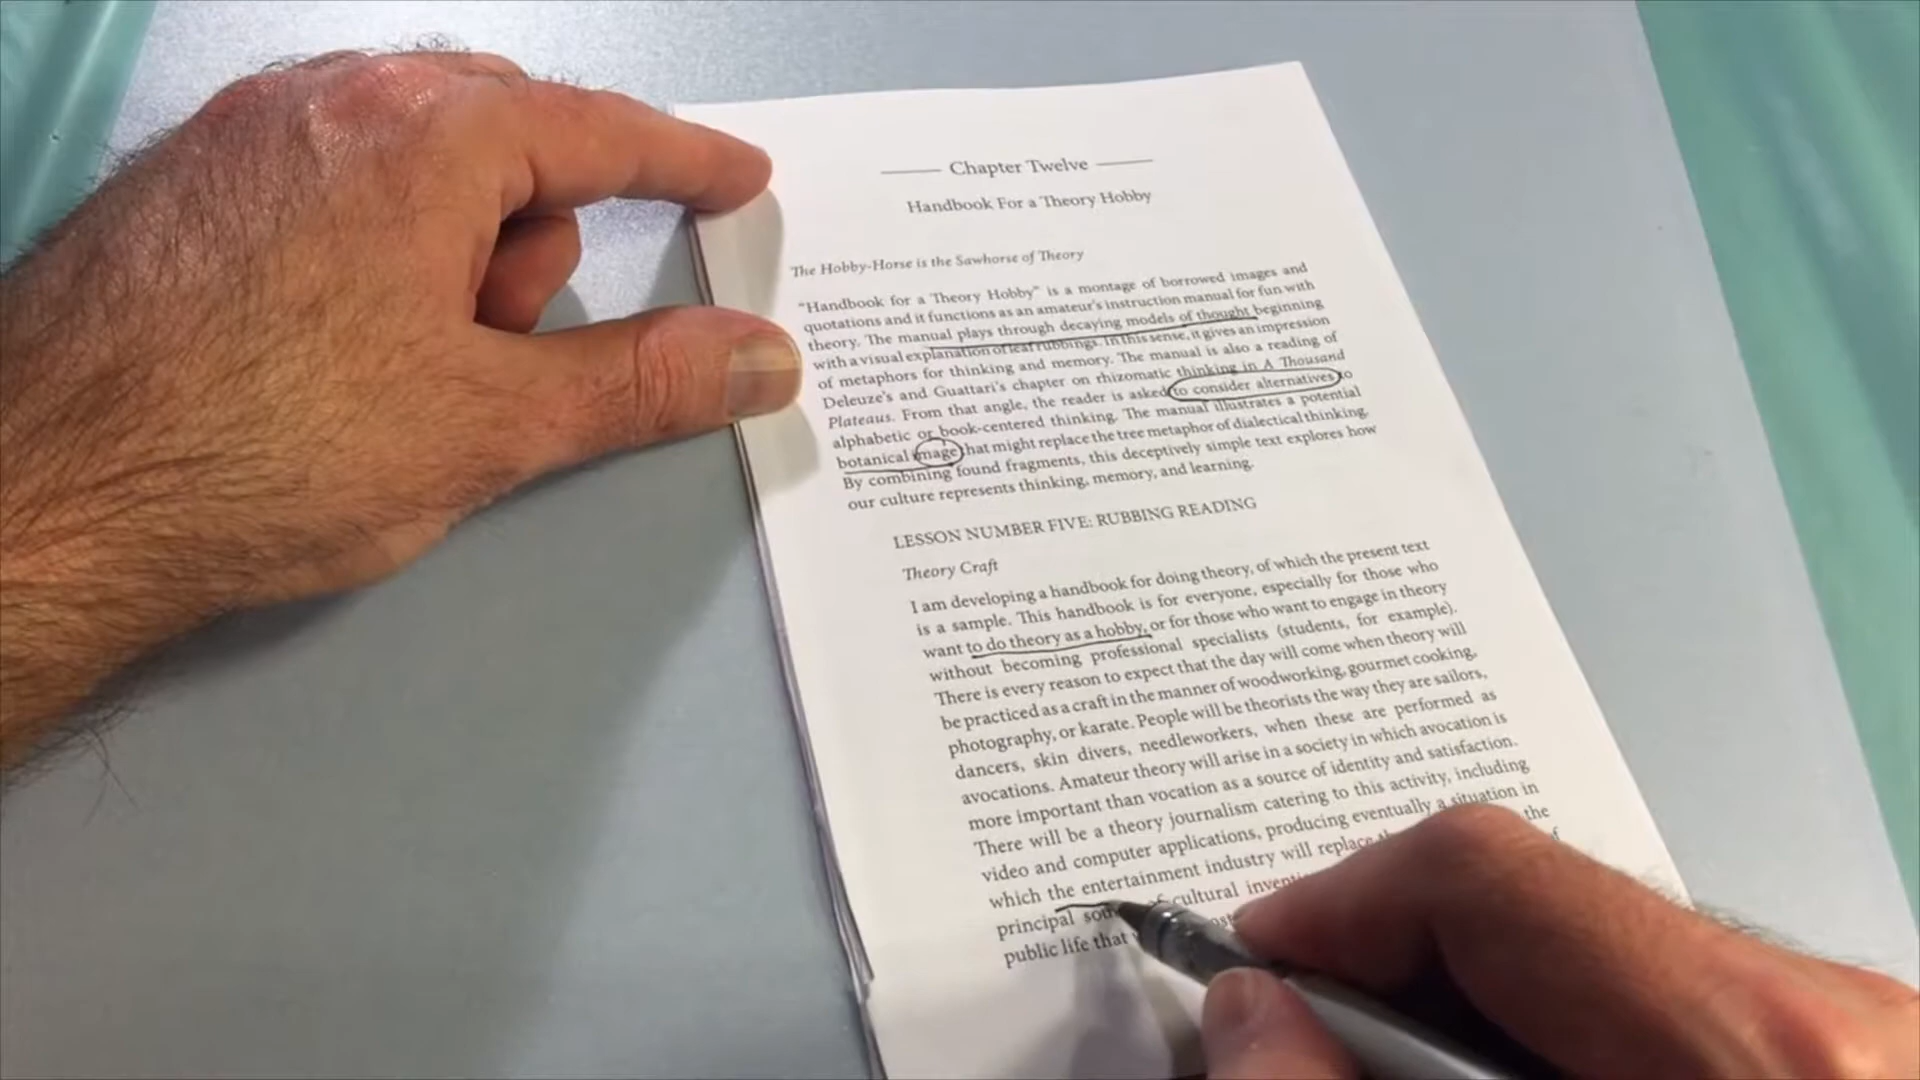 Chapter Twelve
Handbook For a Theory Hobby
The Hobby-Horse is the Sawhorse of Theory
"Handbook for a Theory Hobby" is a montage of borrowed images and
quotations and it functions as an amateur's instruction manual for fun with
theory. The manual plays through decaying models of thought beginning
with a visual explanation of leaf rubbings. In this sense, it gives an impression
of metaphors for thinking and memory. The manual is also a reading of
Deleuze's and Guattari's chapter on rhizomatic thinking in A Thousand
Plateaus. From that angle, the reader is asked to consider alternatives to
alphabetic or book-centered thinking. The manual illustrates a potential
botanical image that might replace the tree metaphor of dialectical thinking.
By combining found fragments, this deceptively simple text explores how
our culture represents thinking, memory, and learning.
LESSON NUMBER FIVE: RUBBING READING
Theory Craft
I am developing a handbook for doing theory, of which the present text
is a sample. This handbook is for everyone, especially for those who
want to do theory as a hobby, or for those who want to engage in theory
without becoming professional specialists (students, for example).
There is every reason to expect that the day will come when theory will
be practiced as a craft in the manner of woodworking, gourmet cooking,
photography, or karate. People will be theorists the way they are sailors,
dancers, skin divers, needleworkers, when these are performed as
avocations. Amateur theory will arise in a society in which avocation is
more important than vocation as a source of identity and satisfaction.
There will be a theory journalism catering to this activity, including
video and computer applications, producing eventually a situation in
which the entertainment industry will replace the
principal of cultural
public life that